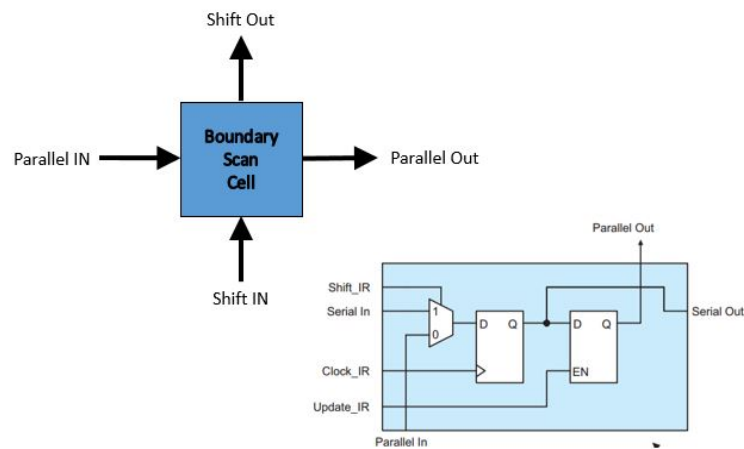 Shift Out
Boundary
Scan
Cell
Parallel IN
Parallel Out
Shift IN
Parallel Out
Shift_IR
Serial In
1
0
D Q
D Q
Serial Out
Clock_IR
EN
Update_IR
Parallel In